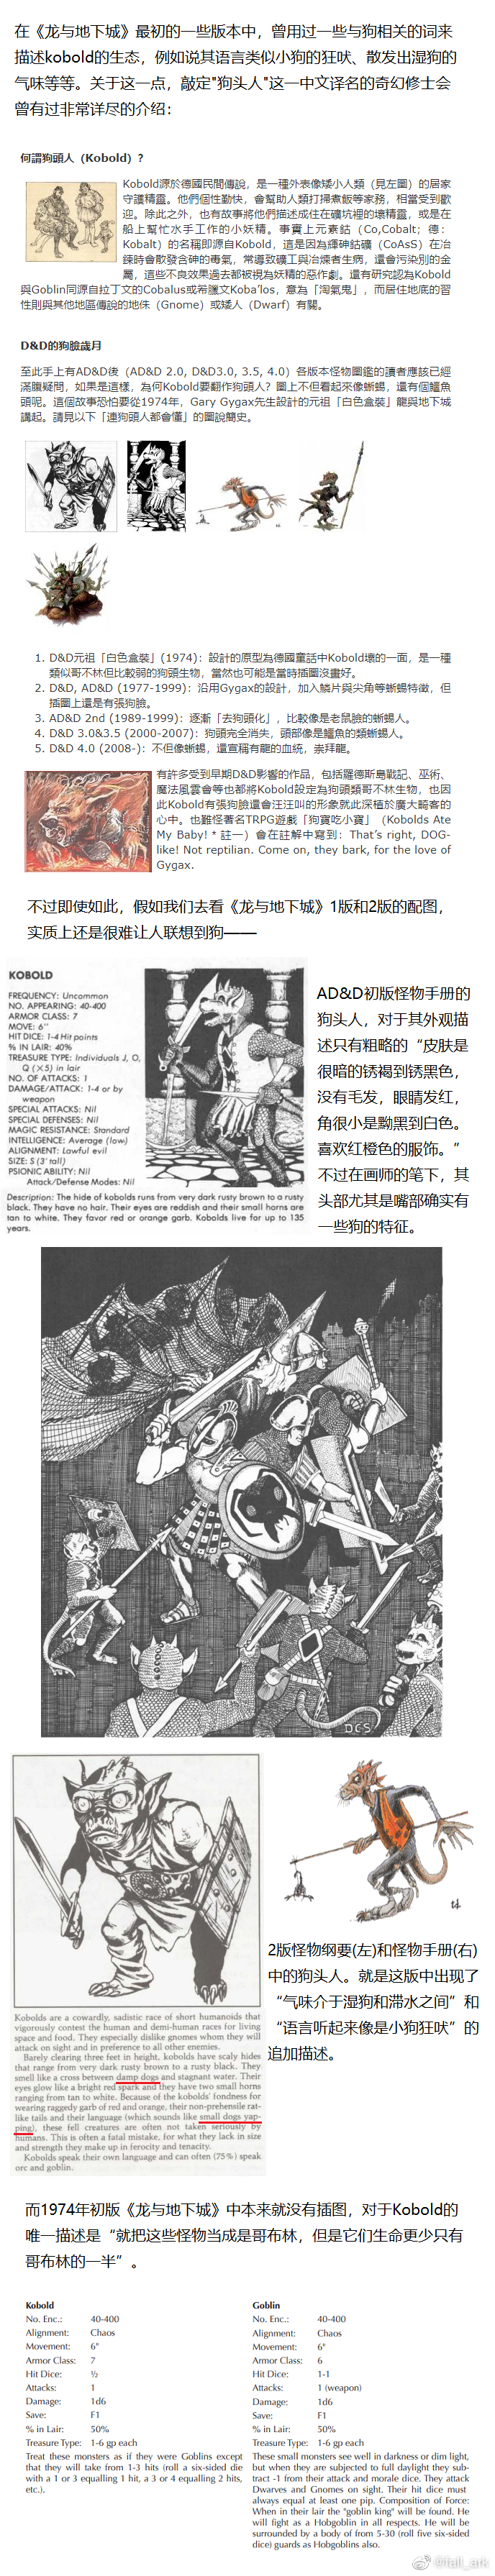 在《龙与地下城》最初的一些版本中，曾用过一些与狗相关的词来
描述kobold的生态，例如说其语言类似小狗的狂吠、散发出湿狗的
气味等等。关于这一点，敲定"狗头人"这一中文译名的奇幻修士会
曾有过非常详尽的介绍：
何謂狗頭人（Kobold）?
Kobold源於德國民間傳說，是一種外表像矮小人類（見左圖）的居家
守護精靈。他們個性勤快，會幫助人類打掃煮飯等家務，相當受到歡
迎。除此之外，也有故事將他們描述成住在礦坑裡的壞精靈，或是在
船上幫忙水手工作的小妖精。事實上元素鈷（Co,Cobalt；德：
Kobalt）的名稱即源自Kobold，這是因為輝砷鈷礦（CoAsS）在冶
鍊時會散發含砷的毒氣，常導致礦工與冶煉者生病，還會污染別的金
屬，這些不良效果過去都被視為妖精的惡作劇。還有研究認為Kobold
與Goblin同源自拉丁文的Cobalus或希臘文Koba'los，意為「淘氣鬼」，而居住地底的習
性則與其他地區傳說的地侏（Gnome）或矮人（Dwarf）有關。
D&D的狗臉歲月
至此手上有AD&D後（AD&D 2.0, D&D3.0, 3.5, 4.0）各版本怪物圖鑑的讀者應該已經
滿腹疑問，如果是這樣，為何Kobold要翻作狗頭人？圖上不但看起來像蜥蜴，還有個鱷魚
頭呢。這個故事恐怕要從1974年，Gary Gygax先生設計的元祖「白色盒裝」龍與地下城
講起。請見以下「連狗頭人都會懂」的圖說簡史。
1. D&D元祖「白色盒裝」(1974)：設計的原型為德國童話中Kobold壞的一面，是一種
類似哥不林但比較弱的狗頭生物，當然也可能是當時插圖沒畫好。
2. D&D, AD&D (1977-1999)：沿用Gygax的設計，加入鱗片與尖角等蜥蜴特徵，但
插圖上還是有張狗臉。
3. AD&D 2nd (1989-1999)：逐漸「去狗頭化」，比較像是老鼠臉的蜥蜴人。
4. D&D 3.0&3.5 (2000-2007)：狗頭完全消失，頭部像是鱷魚的類蜥蜴人。
5. D&D 4.0 (2008-)：不但像蜥蜴，還宣稱有龍的血統，崇拜龍。
有許多受到早期D&D影響的作品，包括羅德斯島戰記、巫術、
魔法風雲會等也都將Kobold設定為狗頭類哥不林生物，也因
此Kobold有張狗臉還會汪汪叫的形象就此深植於廣大騎奇的
心中。也難怪著名TRPG遊戲「狗寶吃小寶」（Kobolds Ate
My Baby! * 註一）會在註解中寫到：That's right, DOG-
like! Not reptilian. Come on, they bark, for the love of
Gygax.
不过即使如此，假如我们去看《龙与地下城》1版和2版的配图，
实质上还是很难让人联想到狗——
KOBOLD
FREQUENCY: Uncommon
NO. APPEARING: 40-400
ARMOR CLASS: 7
MOVE: 6"
HIT DICE: 1-4 Hit points
% IN LAIR: 40%
TREASURE TYPE: Individuals J, O,
Q (×5) in lair
NO. OF ATTACKS: 1
DAMAGE/ATTACK: 1-4 or by
weapon
SPECIAL ATTACKS: Nil
SPECIAL DEFENSES: Nil
MAGIC RESISTANCE: Standard
INTELLIGENCE: Average (low)
ALIGNMENT: Lawful evil
SIZE: S (3' tall)
PSIONIC ABILITY: Nil
Attack/Defense Modes: Nil
Description: The hide of kobolds runs from very dark rusty brown to a rusty
black. They have no hair. Their eyes are reddish and their small horns are
tan to white. They favor red or orange garb. Kobolds live for up to 135
years.
AD&D初版怪物手册的
狗头人，对于其外观描
述只有粗略的“皮肤是
很暗的锈褐到锈黑色，
没有毛发，眼睛发红，
角很小是黝黑到白色。
喜欢红橙色的服饰。”
不过在画师的笔下，其
头部尤其是嘴部确实有
一些狗的特征。
DCS
2版怪物纲要(左)和怪物手册(右)
中的狗头人。就是这版中出现了
“气味介于湿狗和滞水之间”和
“语言听起来像是小狗狂吠”的
追加描述。
Kobolds are a cowardly, sadistic race of short humanoids that
vigorously contest the human and demi-human races for living
space and food. They especially dislike gnomes whom they will
attack on sight and in preference to all other enemies.
Barely clearing three feet in height, kobolds have scaly hides
that range from very dark rusty brown to a rusty black. They
smell like a cross between damp dogs and stagnant water. Their
eyes glow like a bright red spark and they have two small horns
ranging from tan to white. Because of the kobolds' fondness for
wearing raggedy garb of red and orange, their non-prehensile rat-
like tails and their language (which sounds like small dogs yap-
ping), these fell creatures are often not taken seriously by
humans. This is often a fatal mistake, for what they lack in size
and strength they make up in ferocity and tenacity.
Kobolds speak their own language and can often (75%) speak
orc and goblin.
而1974年初版《龙与地下城》中本来就没有插图，对于Kobold的
唯一描述是“就把这些怪物当成是哥布林，但是它们生命更少只有
哥布林的一半”。
Kobold
No. Enc.: 40-400
Alignment: Chaos
Movement: 6"
Armor Class: 7
Hit Dice: ½
Attacks: 1
Damage: 1d6
Save: F1
% in Lair: 50%
Treasure Type: 1-6 gp each
Treat these monsters as if they were Goblins except
that they will take from 1-3 hits (roll a six-sided die
with a 1 or 3 equalling 1 hit, a 3 or 4 equalling 2 hits,
etc.).
Goblin
No. Enc.: 40-400
Alignment: Chaos
Movement: 6"
Armor Class: 6
Hit Dice: 1-1
Attacks: 1 (weapon)
Damage: 1d6
Save: F1
% in Lair: 50%
Treasure Type: 1-6 gp each
These small monsters see well in darkness or dim light,
but when they are subjected to full daylight they sub-
tract -1 from their attack and morale dice. They attack
Dwarves and Gnomes on sight. Their hit dice must
always equal at least one pip. Composition of Force:
When in their lair the "goblin king" will be found. He
will fight as a Hobgoblin in all respects. He will be
surrounded by a body of from 5-30 (roll five six-sided
dice) guards as Hobgoblins also.
@fall_ark